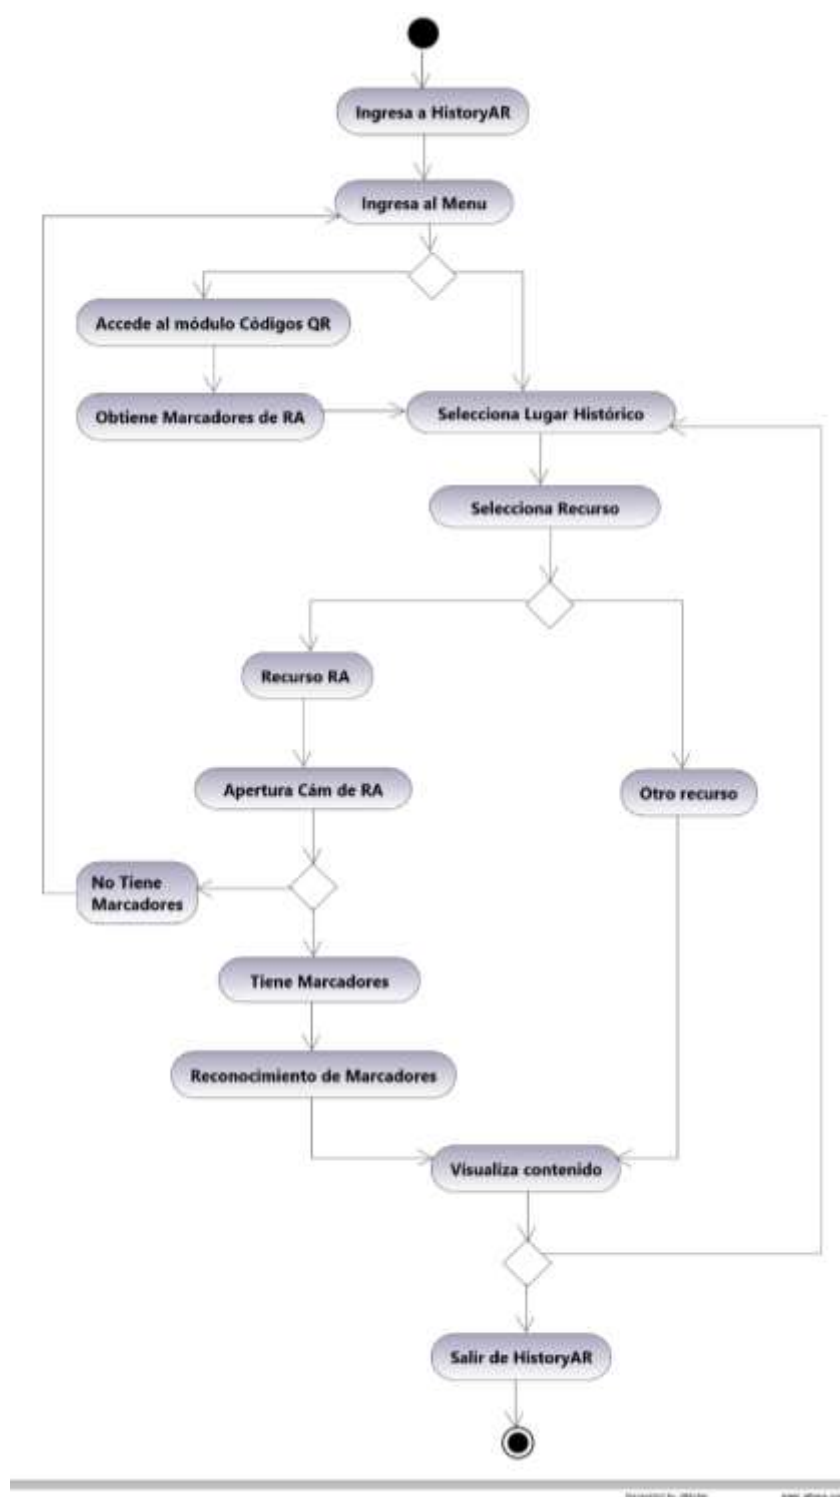 Ingresa a HistoryAR
Ingresa al Menu
Accede al módulo Códigos QR
Obtiene Marcadores de RA
Selecciona Lugar Histórico
Selecciona Recurso
Recurso RA
Apertura Cám de RA
Otro recurso
No Tiene
Marcadores
Tiene Marcadores
Reconocimiento de Marcadores
Visualiza contenido
Salir de HistoryAR